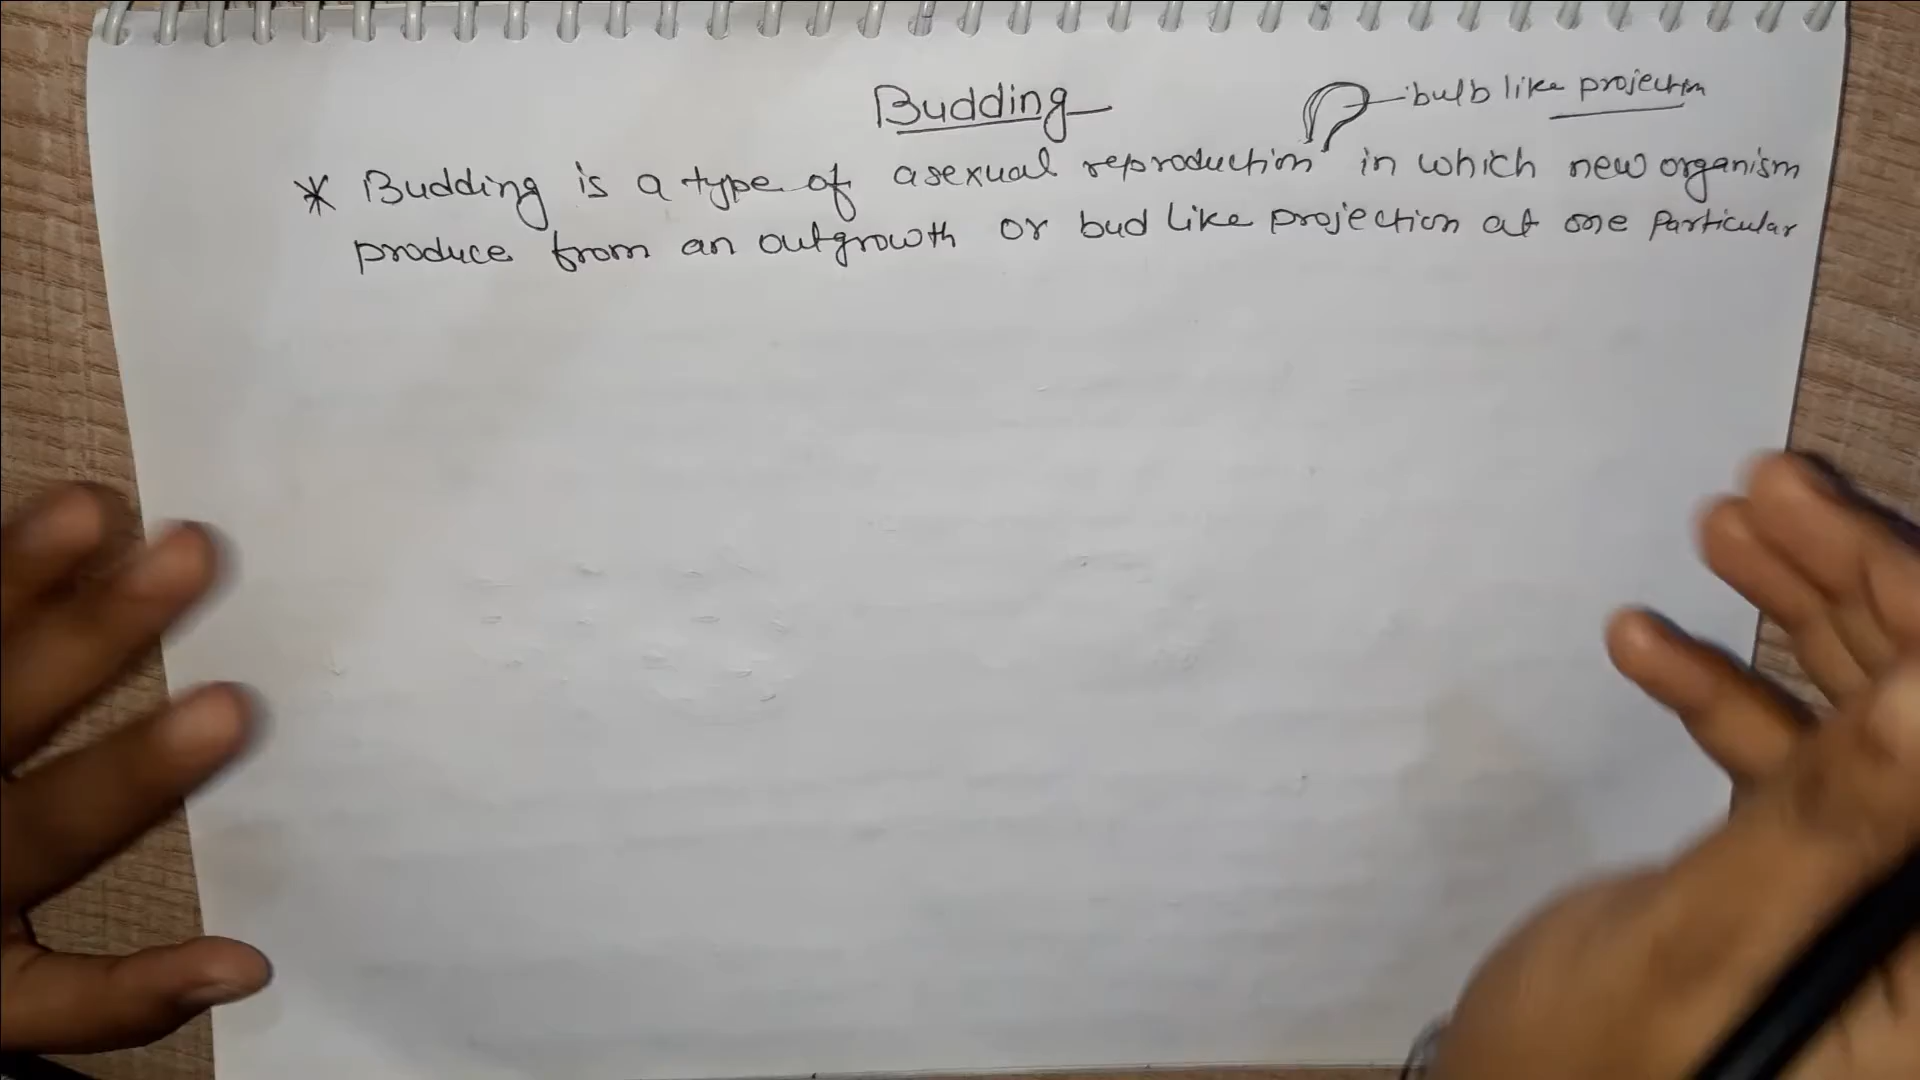 Budding
bulb like projection
* Budding is a type of asexual reproduction in which new organism
produce from an outgrowth or bud like projection at one particular